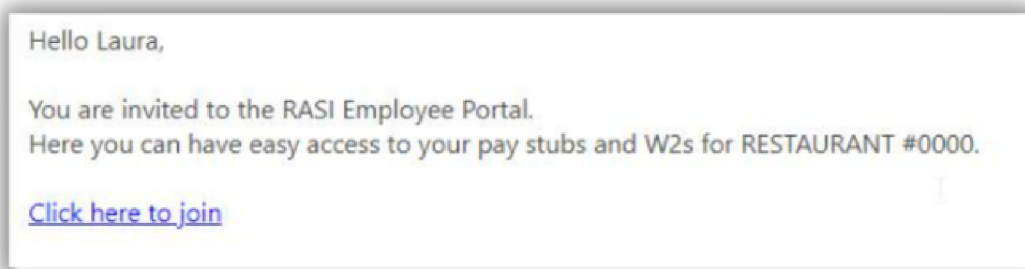 Hello Laura,
You are invited to the RASI Employee Portal.
Here you can have easy access to your pay stubs and W2s for RESTAURANT #0000.
Click here to join